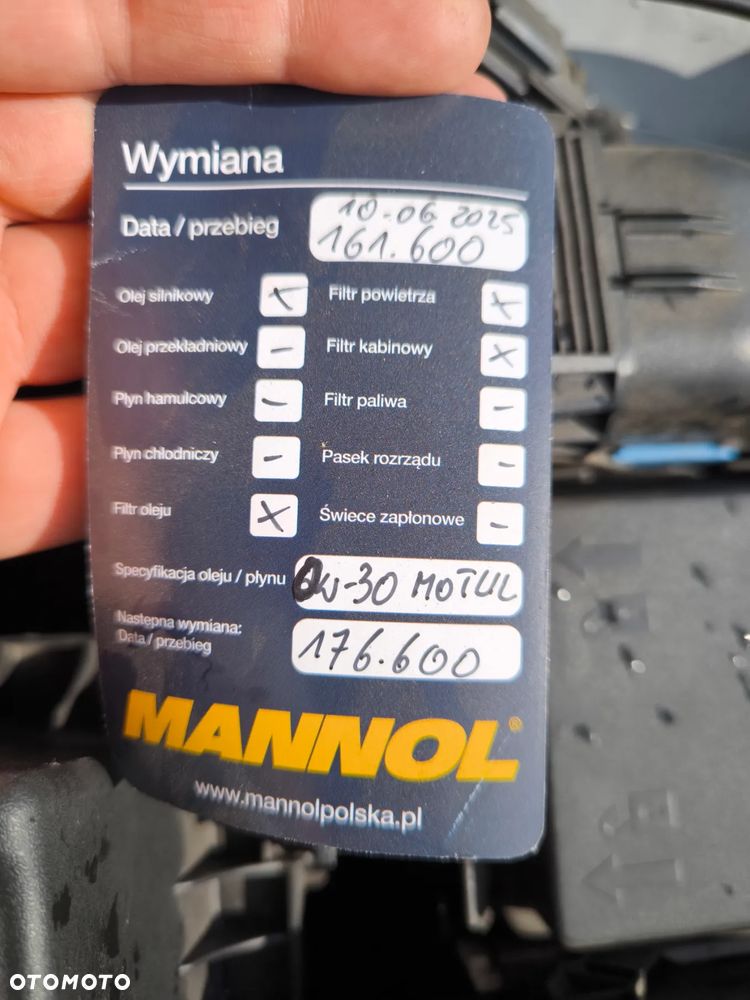 Wymiana
Data / przebieg 10-06 2025
161.600
Olej silnikowy x Filtr powietrza x
Olej przekładniowy - Filtr kabinowy x
Płyn hamulcowy - Filtr paliwa -
Płyn chłodniczy - Pasek rozrządu -
Filtr oleju x Świece zapłonowe -
Specyfikacja oleju / płynu 0W-30 MOTUL
Następna wymiana:
Data / przebieg 176.600
MANNOL®
www.mannolpolska.pl
OTOMOTO